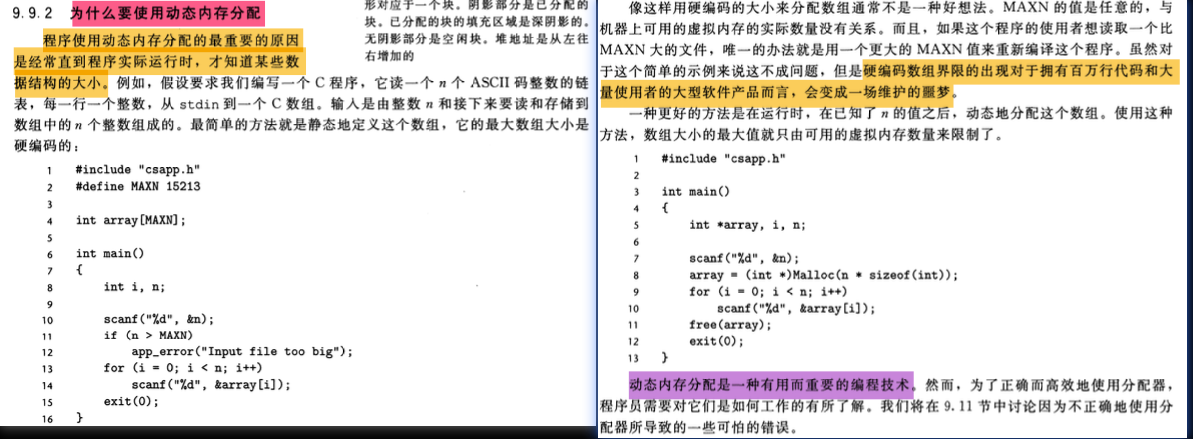 9.9.2 为什么要使用动态内存分配
程序使用动态内存分配的最重要的原因
是经常直到程序实际运行时，才知道某些数
据结构的大小。例如，假设要求我们编写一个 C 程序，它读一个 n 个 ASCII 码整数的链
表，每一行一个整数，从 stdin 到一个 C 数组。输入是由整数 n 和接下来要读和存储到
数组中的 n 个整数组成的。最简单的方法就是静态地定义这个数组，它的最大数组大小是
硬编码的：
形对应于一个块。阴影部分是已分配的
块。已分配的块的填充区域是深阴影的。
无阴影部分是空闲块。堆地址是从左往
右增加的
1 #include "csapp.h"
2 #define MAXN 15213
3
4 int array[MAXN];
5
6 int main()
7 {
8 int i, n;
9
10 scanf("%d", &n);
11 if (n > MAXN)
12 app_error("Input file too big");
13 for (i = 0; i < n; i++)
14 scanf("%d", &array[i]);
15 exit(0);
16 }
像这样用硬编码的大小来分配数组通常不是一种好想法。MAXN 的值是任意的，与
机器上可用的虚拟内存的实际数量没有关系。而且，如果这个程序的使用者想读取一个比
MAXN 大的文件，唯一的办法就是用一个更大的 MAXN 值来重新编译这个程序。虽然对
于这个简单的示例来说这不成问题，但是硬编码数组界限的出现对于拥有百万行代码和大
量使用者的大型软件产品而言，会变成一场维护的噩梦。
一种更好的方法是在运行时，在已知了 n 的值之后，动态地分配这个数组。使用这种
方法，数组大小的最大值就只由可用的虚拟内存数量来限制了。
1 #include "csapp.h"
2
3 int main()
4 {
5 int *array, i, n;
6
7 scanf("%d", &n);
8 array = (int *)Malloc(n * sizeof(int));
9 for (i = 0; i < n; i++)
10 scanf("%d", &array[i]);
11 free(array);
12 exit(0);
13 }
动态内存分配是一种有用而重要的编程技术。然而，为了正确而高效地使用分配器，
程序员需要对它们是如何工作的有所了解。我们将在 9.11 节中讨论因为不正确地使用分
配器所导致的一些可怕的错误。